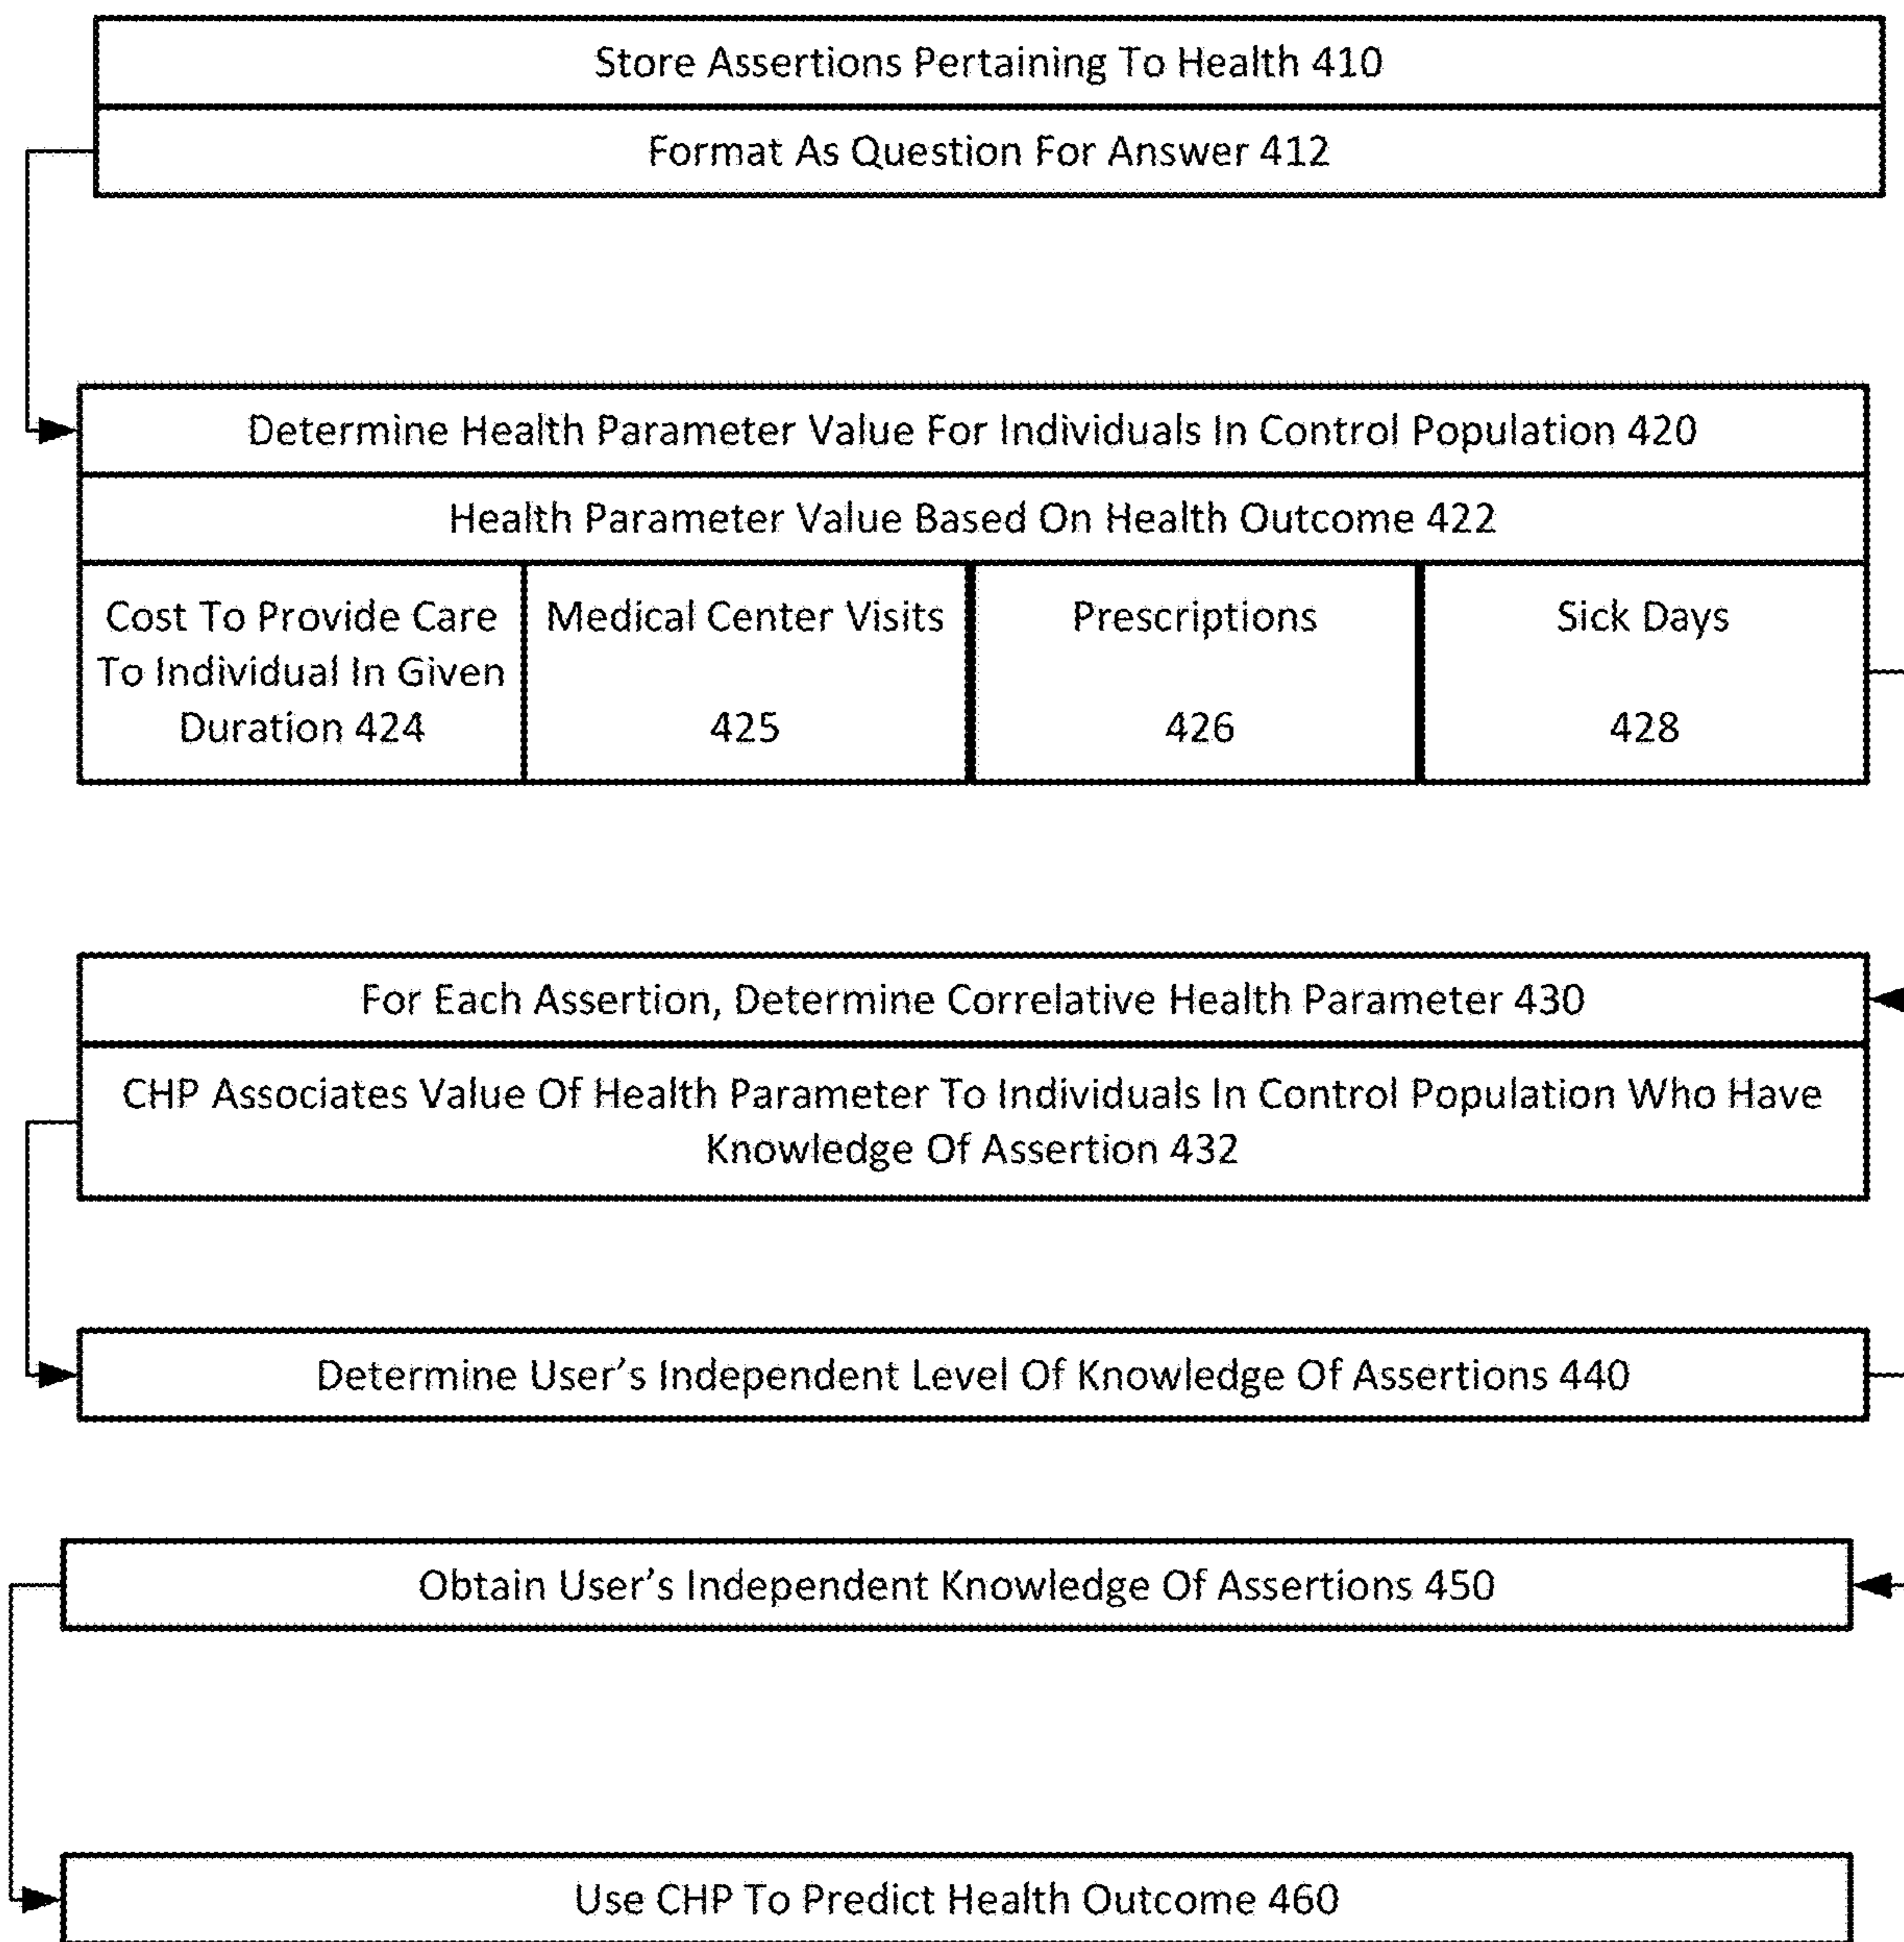 Store Assertions Pertaining To Health 410
Format As Question For Answer 412
Determine Health Parameter Value For Individuals In Control Population 420
Health Parameter Value Based On Health Outcome 422
Cost To Provide Care
To Individual In Given
Duration 424
Medical Center Visits
425
Prescriptions
426
Sick Days
428
For Each Assertion, Determine Correlative Health Parameter 430
CHP Associates Value Of Health Parameter To Individuals In Control Population Who Have
Knowledge Of Assertion 432
Determine User's Independent Level Of Knowledge Of Assertions 440
Obtain User's Independent Knowledge Of Assertions 450
Use CHP To Predict Health Outcome 460